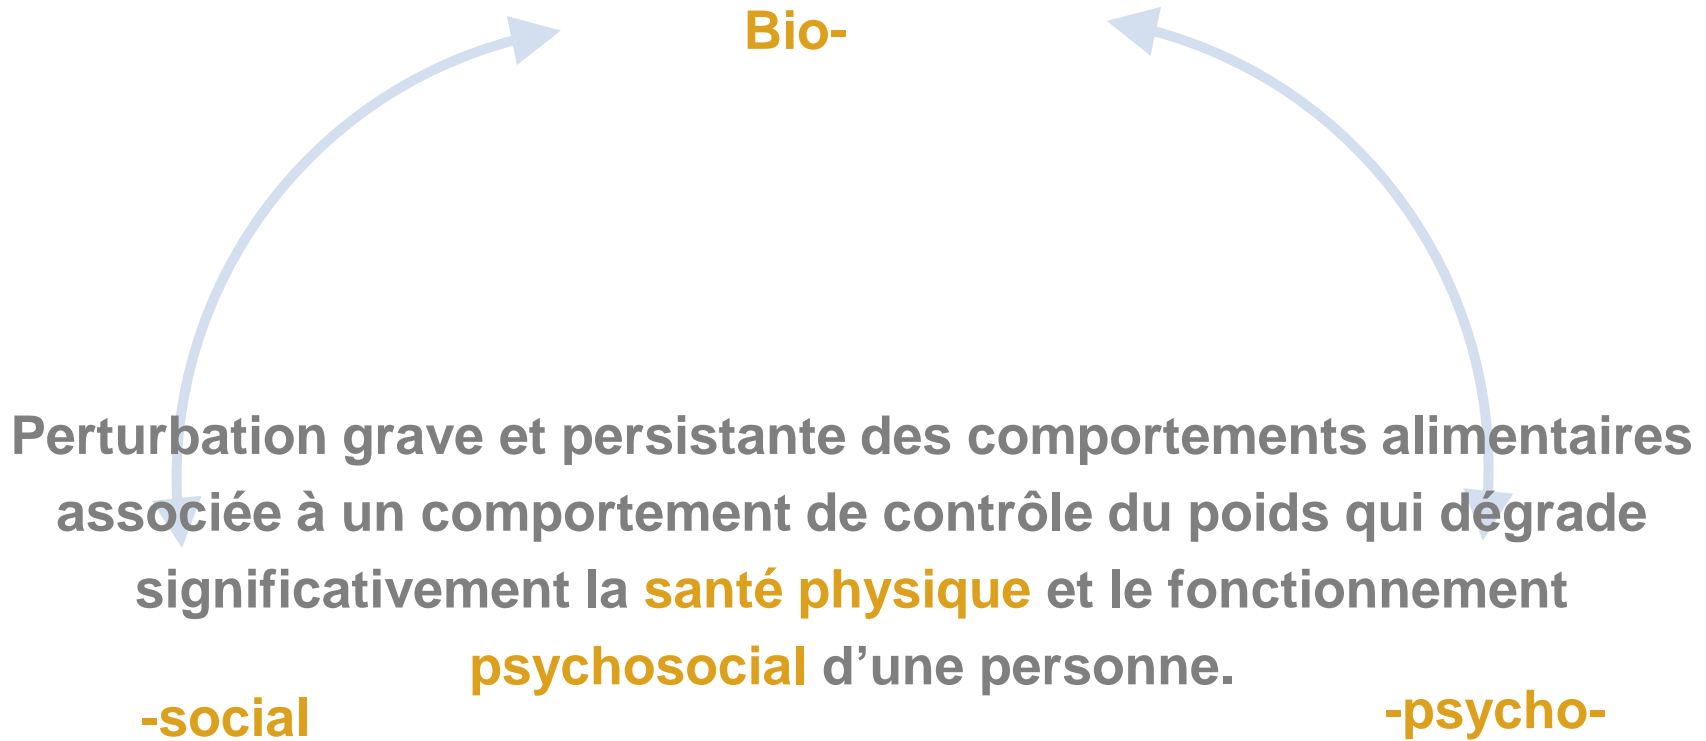 Bio-
Perturbation grave et persistante des comportements alimentaires
associée à un comportement de contrôle du poids qui dégrade
significativement la santé physique et le fonctionnement
psychosocial d’une personne.
-social
-psycho-